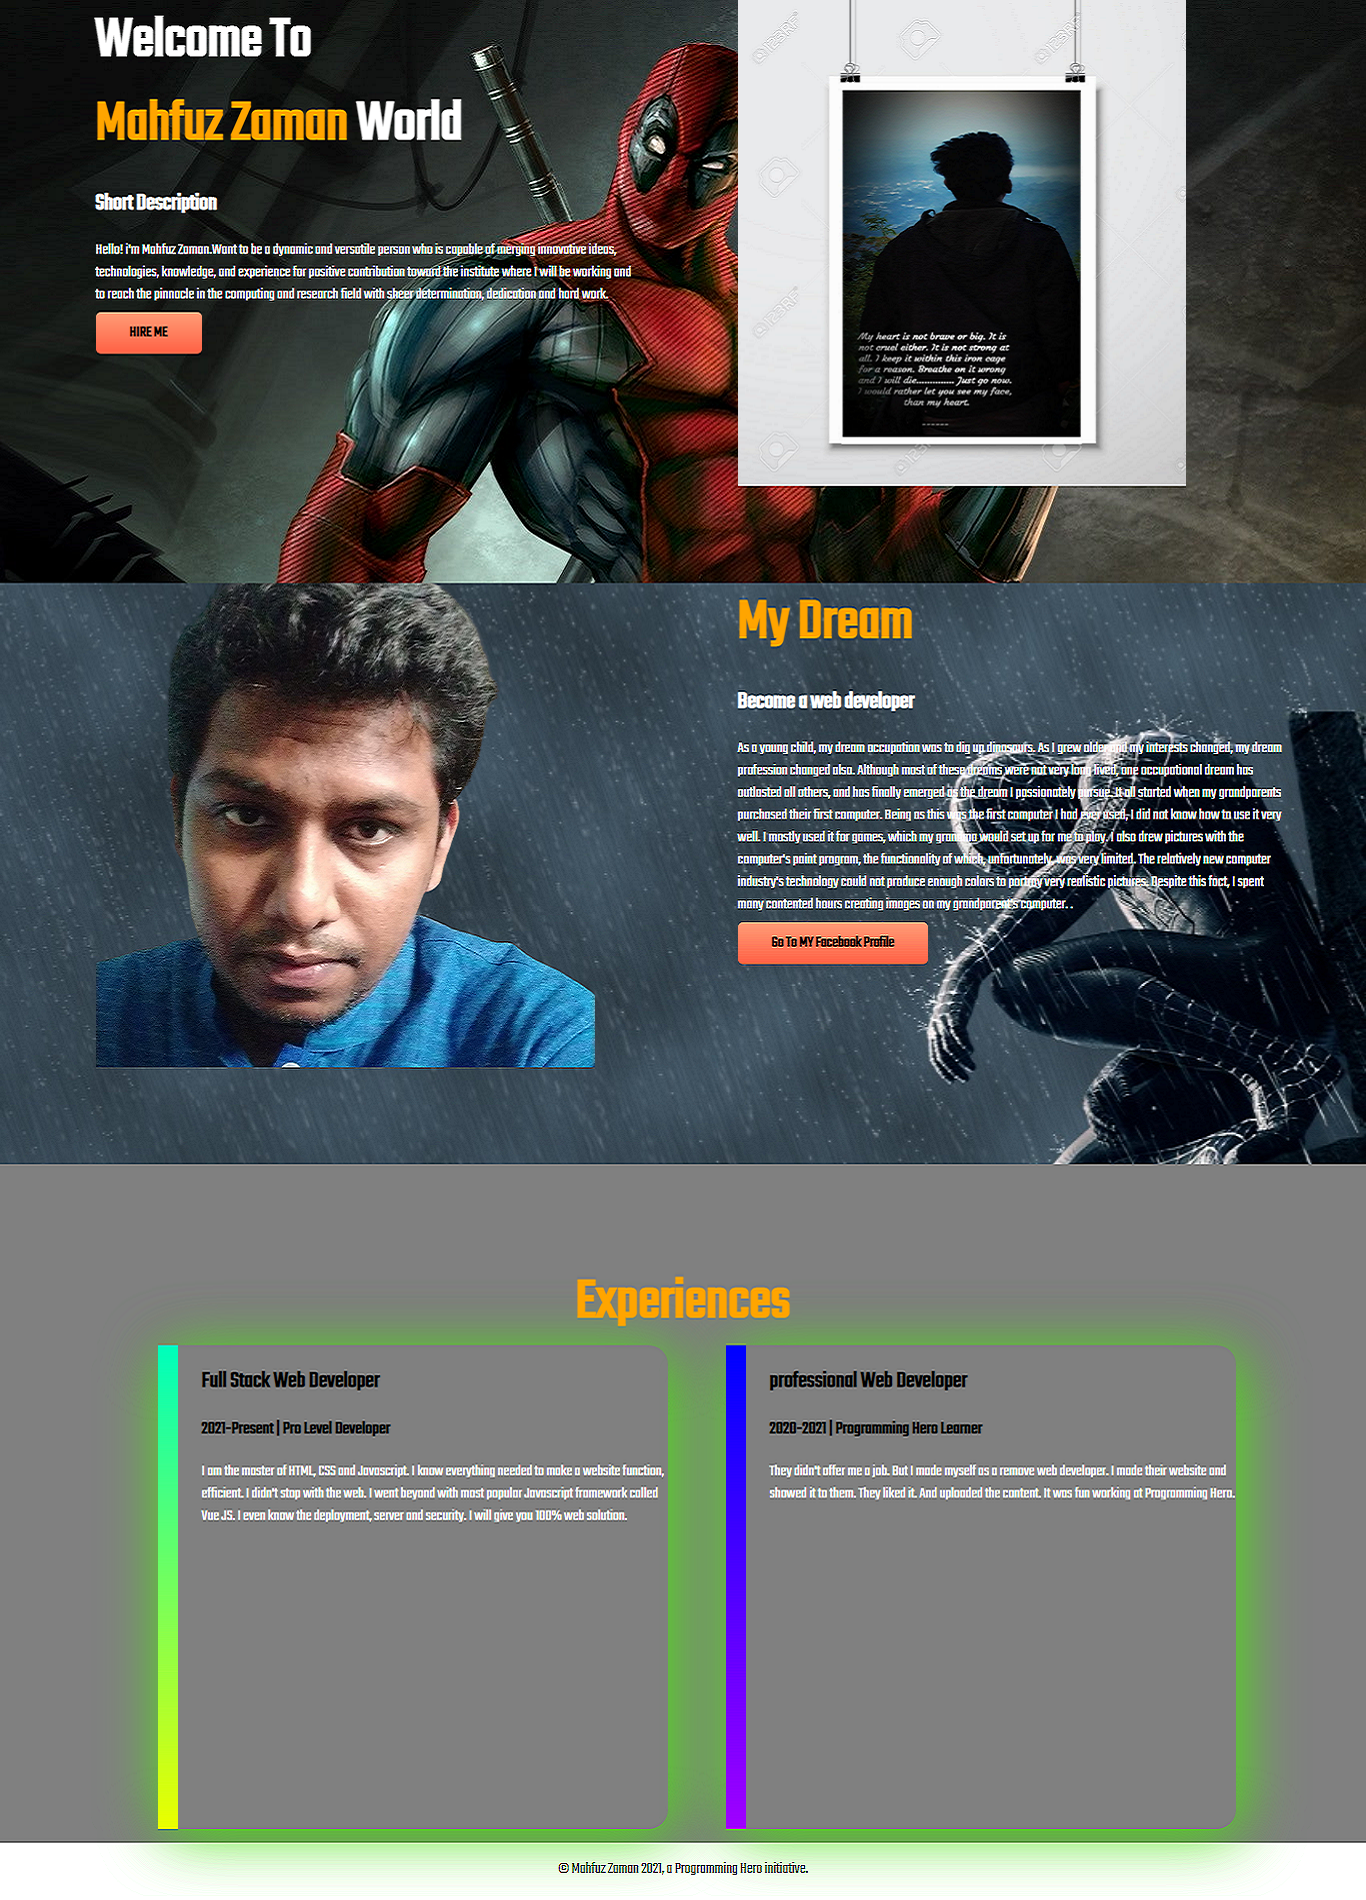 Welcome To
Mahfuz Zaman World
Short Description
Hello! i'm Mahfuz Zaman.Want to be a dynamic and versatile person who is capable of merging innovative ideas,
technologies, knowledge, and experience for positive contribution toward the institute where I will be working and
to reach the pinnacle in the computing and research field with sheer determination, dedication and hard work.
HIRE ME
123RF
123RF
123RF
My heart is not brave or big. It is
not cruel either. It is not strong at
all. I keep it within this iron cage
for a reason. Breathe on it wrong
and I will die.............. Just go now.
I would rather let you see my face,
than my heart.
------
My Dream
Become a web developer
As a young child, my dream occupation was to dig up dinosaurs. As I grew older and my interests changed, my dream
profession changed also. Although most of these dreams were not very long lived, one occupational dream has
outlasted all others, and has finally emerged as the dream I passionately pursue. It all started when my grandparents
purchased their first computer. Being as this was the first computer I had ever used, I did not know how to use it very
well. I mostly used it for games, which my grandma would set up for me to play. I also drew pictures with the
computer's paint program, the functionality of which, unfortunately, was very limited. The relatively new computer
industry's technology could not produce enough colors to portray very realistic pictures. Despite this fact, I spent
many contented hours creating images on my grandparent's computer. .
Go To MY Facebook Profile
Experiences
Full Stack Web Developer
2021-Present | Pro Level Developer
I am the master of HTML, CSS and Javascript. I know everything needed to make a website function,
efficient. I didn't stop with the web. I went beyond with most popular Javascript framework called
Vue JS. I even know the deployment, server and security. I will give you 100% web solution.
professional Web Developer
2020-2021 | Programming Hero Learner
They didn't offer me a job. But I made myself as a remove web developer. I made their website and
showed it to them. They liked it. And uploaded the content. It was fun working at Programming Hero.
© Mahfuz Zaman 2021, a Programming Hero initiative.